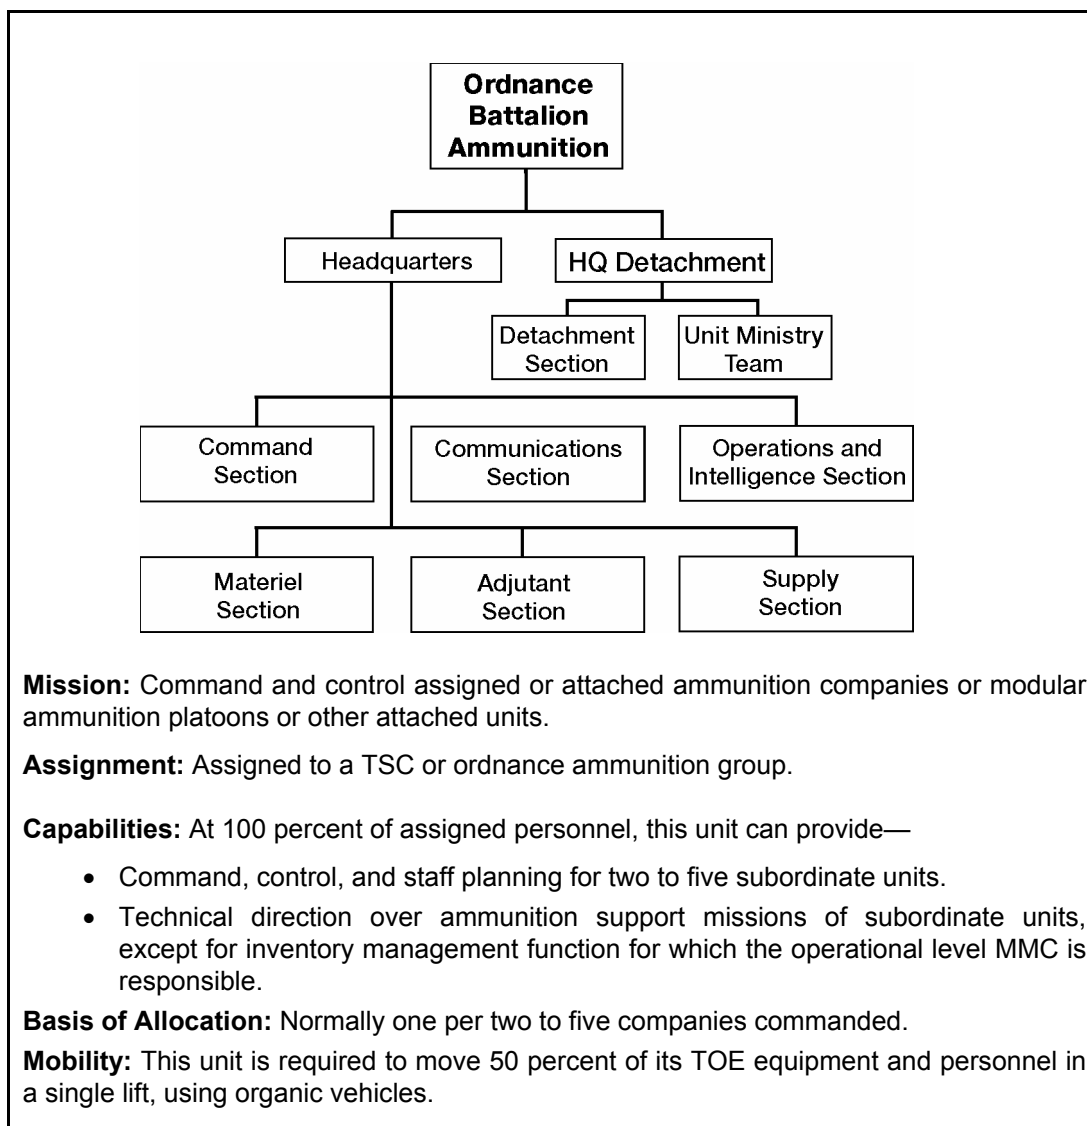 Ordnance
Battalion
Ammunition
Headquarters
HQ Detachment
Detachment
Section
Unit Ministry
Team
Command
Section
Communications
Section
Operations and
Intelligence Section
Materiel
Section
Adjutant
Section
Supply
Section
Mission: Command and control assigned or attached ammunition companies or modular
ammunition platoons or other attached units.
Assignment: Assigned to a TSC or ordnance ammunition group.
Capabilities: At 100 percent of assigned personnel, this unit can provide—
• Command, control, and staff planning for two to five subordinate units.
• Technical direction over ammunition support missions of subordinate units,
except for inventory management function for which the operational level MMC is
responsible.
Basis of Allocation: Normally one per two to five companies commanded.
Mobility: This unit is required to move 50 percent of its TOE equipment and personnel in
a single lift, using organic vehicles.